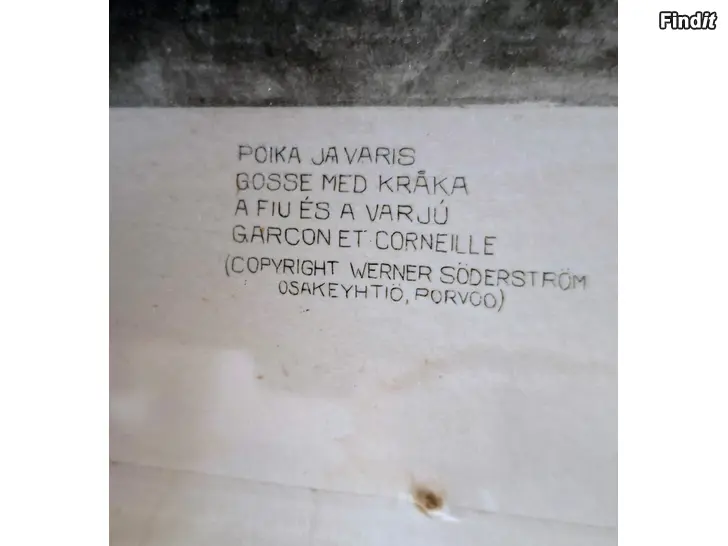 Findit
POIKA JA VARIS
GOSSE MED KRÅKA
A FIU ÉS A VARJÚ
GARCON ET CORNEILLE
(COPYRIGHT WERNER SÖDERSTRÖM
OSAKEYHTIÖ, PORVOO)